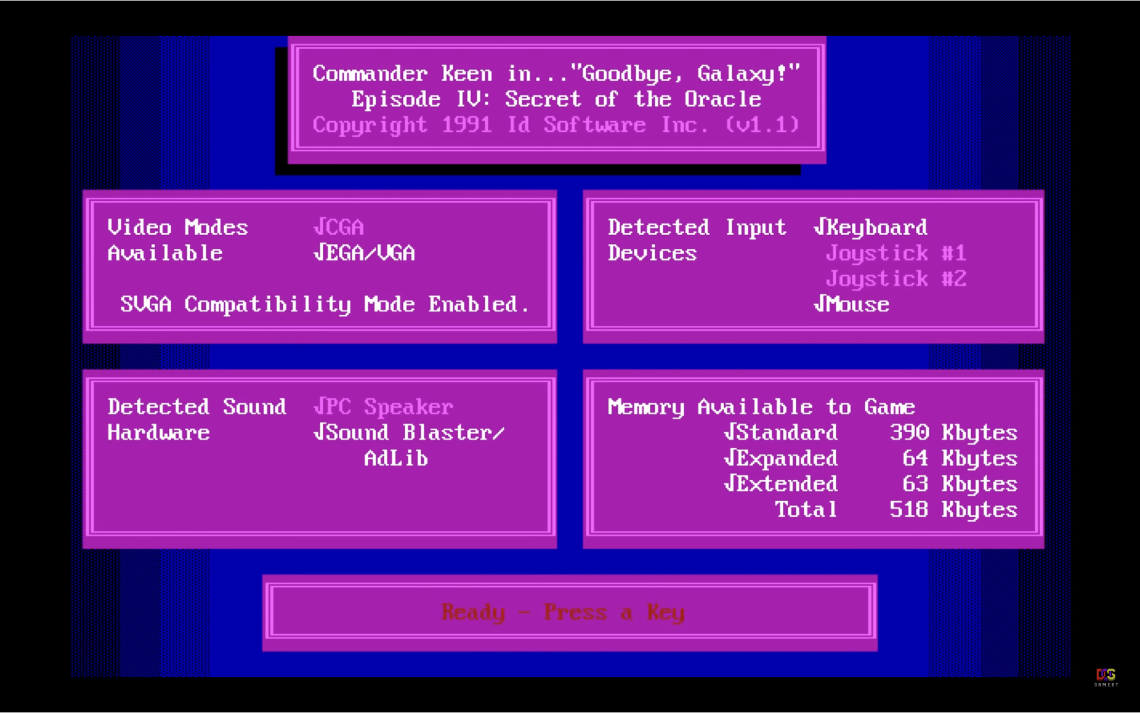 Commander Keen in..."Goodbye, Galaxy!"
Episode IV: Secret of the Oracle
Copyright 1991 Id Software Inc. (v1.1)
Video Modes √CGA
Available √EGA/VGA
SVGA Compatibility Mode Enabled.
Detected Input √Keyboard
Devices Joystick #1
Joystick #2
√Mouse
Detected Sound √PC Speaker
Hardware √Sound Blaster/
AdLib
Memory Available to Game
√Standard 390 Kbytes
√Expanded 64 Kbytes
√Extended 63 Kbytes
Total 518 Kbytes
Ready - Press a Key